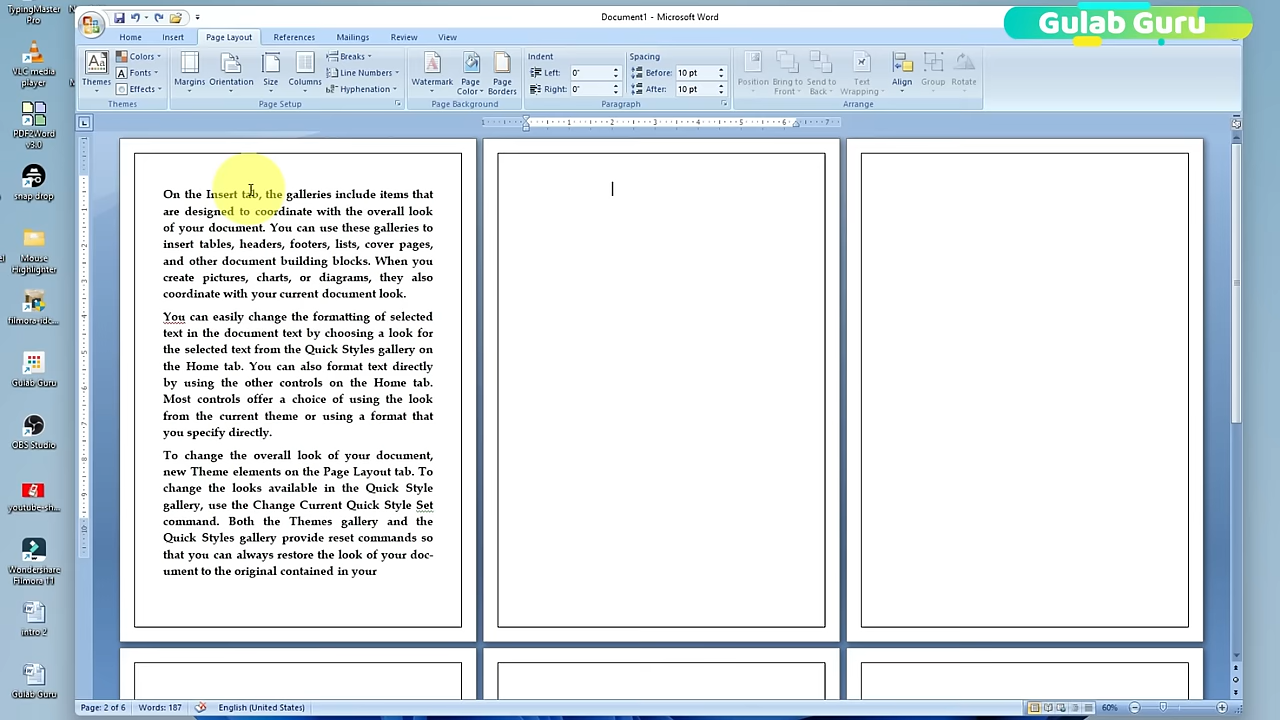 TypingMaster
Pro
VLC media
player
PDF2Word
v3.0
snap drop
Mouse
Highlighter
filmora-idc...
Gulab Guru
OBS Studio
youtube-sh...
Wondershare
Filmora 11
intro 2
Gulab Guru
Document1 - Microsoft Word
Gulab Guru
Home Insert Page Layout References Mailings Review View
Themes
Colors
Fonts
Effects
Themes
Margins Orientation Size Columns
Breaks
Line Numbers
Hyphenation
Page Setup
Watermark Page Color Page Borders
Page Background
Indent
Left: 0"
Right: 0"
Spacing
Before: 10 pt
After: 10 pt
Paragraph
Position Bring to Front Send to Back Text Wrapping Align Group Rotate
Arrange
1 1 2 3 4 5 6 7
On the Insert tab, the galleries include items that
are designed to coordinate with the overall look
of your document. You can use these galleries to
insert tables, headers, footers, lists, cover pages,
and other document building blocks. When you
create pictures, charts, or diagrams, they also
coordinate with your current document look.
You can easily change the formatting of selected
text in the document text by choosing a look for
the selected text from the Quick Styles gallery on
the Home tab. You can also format text directly
by using the other controls on the Home tab.
Most controls offer a choice of using the look
from the current theme or using a format that
you specify directly.
To change the overall look of your document,
new Theme elements on the Page Layout tab. To
change the looks available in the Quick Style
gallery, use the Change Current Quick Style Set
command. Both the Themes gallery and the
Quick Styles gallery provide reset commands so
that you can always restore the look of your doc-
ument to the original contained in your
Page: 2 of 6 Words: 187 English (United States) 60%